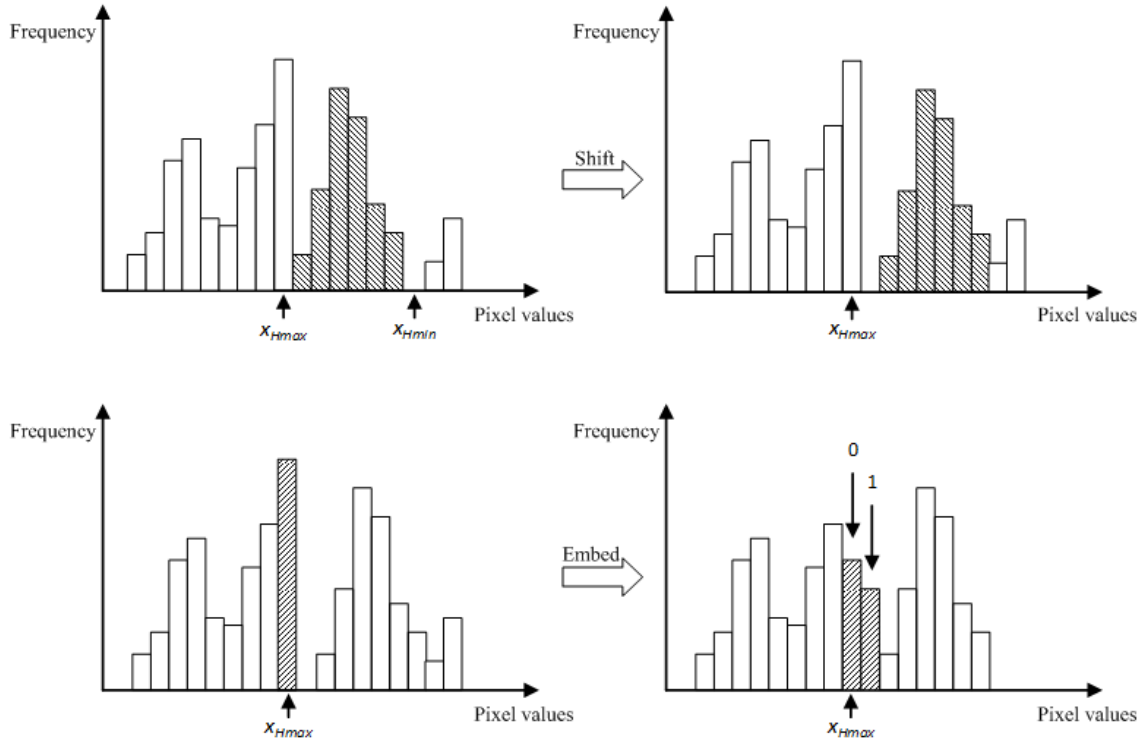 Frequency
Pixel values
x_Hmax
x_Hmin
Shift
Frequency
Pixel values
x_Hmax
Frequency
Pixel values
x_Hmax
Embed
Frequency
0
1
Pixel values
x_Hmax